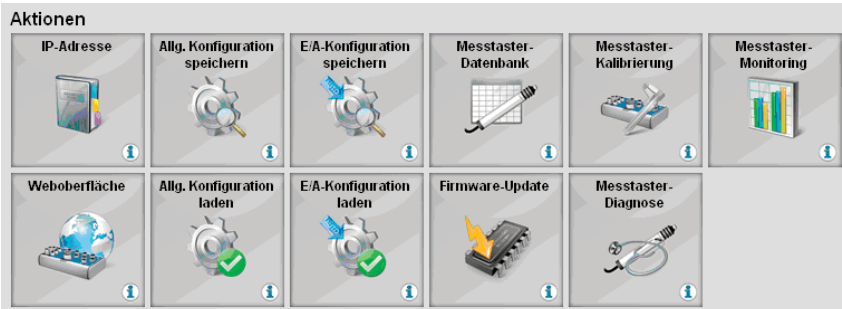 Aktionen
IP-Adresse
Allg. Konfiguration
speichern
E/A-Konfiguration
speichern
Messtaster-
Datenbank
Messtaster-
Kalibrierung
Messtaster-
Monitoring
Weboberfläche
Allg. Konfiguration
laden
E/A-Konfiguration
laden
Firmware-Update
Messtaster-
Diagnose